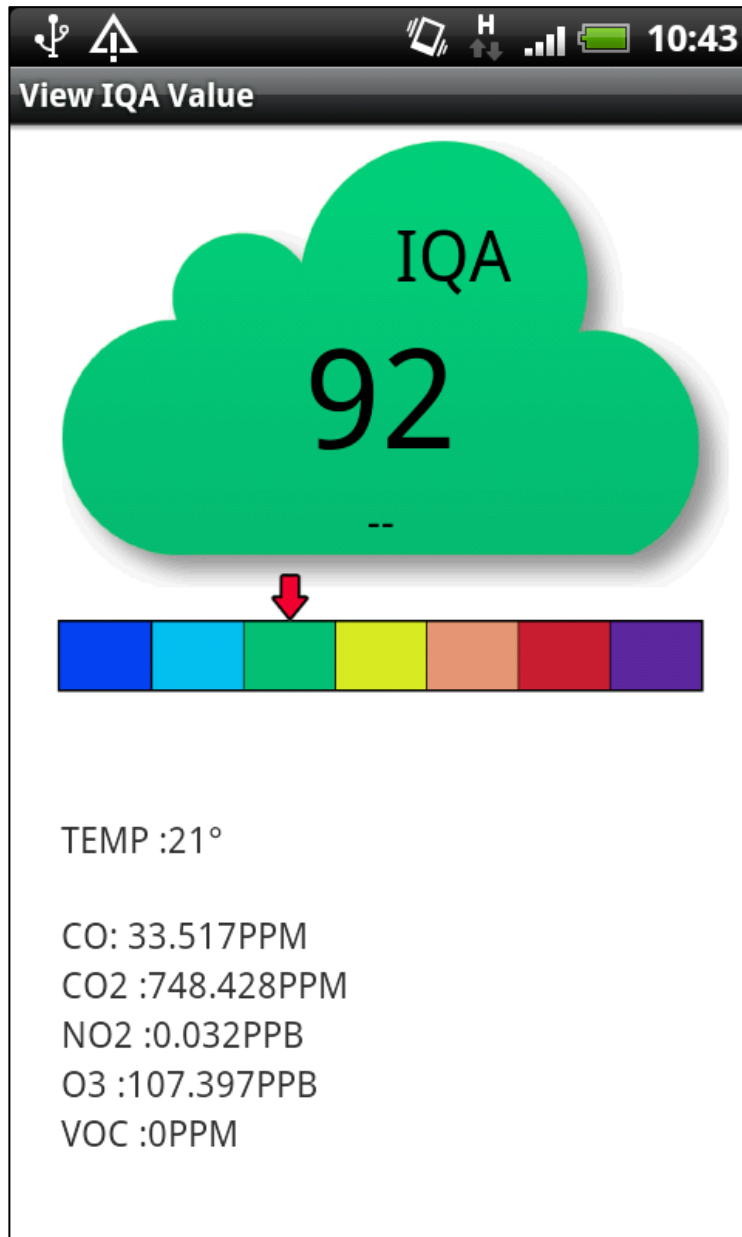 H
10:43
View IQA Value
IQA
92
--
TEMP :21°
CO: 33.517PPM
CO2 :748.428PPM
NO2 :0.032PPB
O3 :107.397PPB
VOC :0PPM